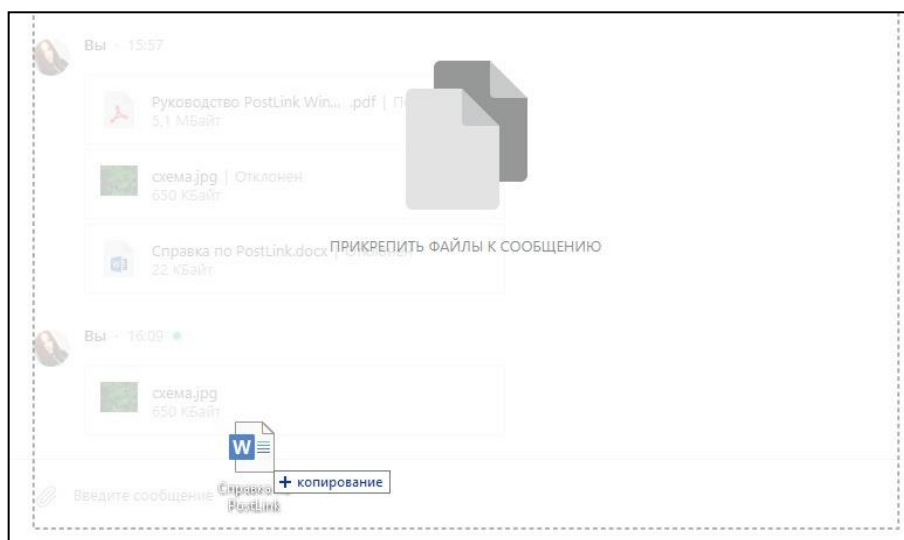 Вы · 15:57
Руководство PostLink Win... .pdf | П
5,1 МБайт
схема.jpg | Отклонен
650 КБайт
ПРИКРЕПИТЬ ФАЙЛЫ К СООБЩЕНИЮ
Справка по PostLink.docx |
22 КБайт
Вы · 16:09
схема.jpg
650 КБайт
W
+ копирование
Введите сообщение
Справка
PostLink